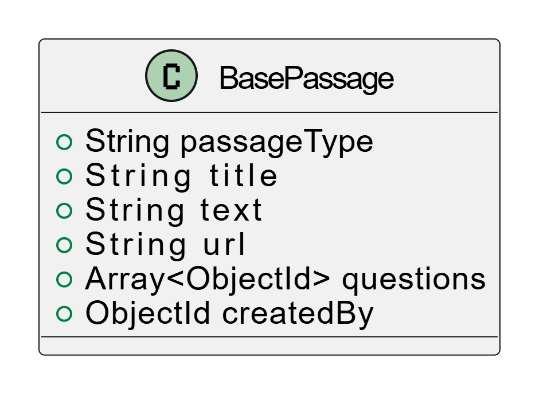 C BasePassage
String passageType
String title
String text
String url
Array<ObjectId> questions
ObjectId createdBy